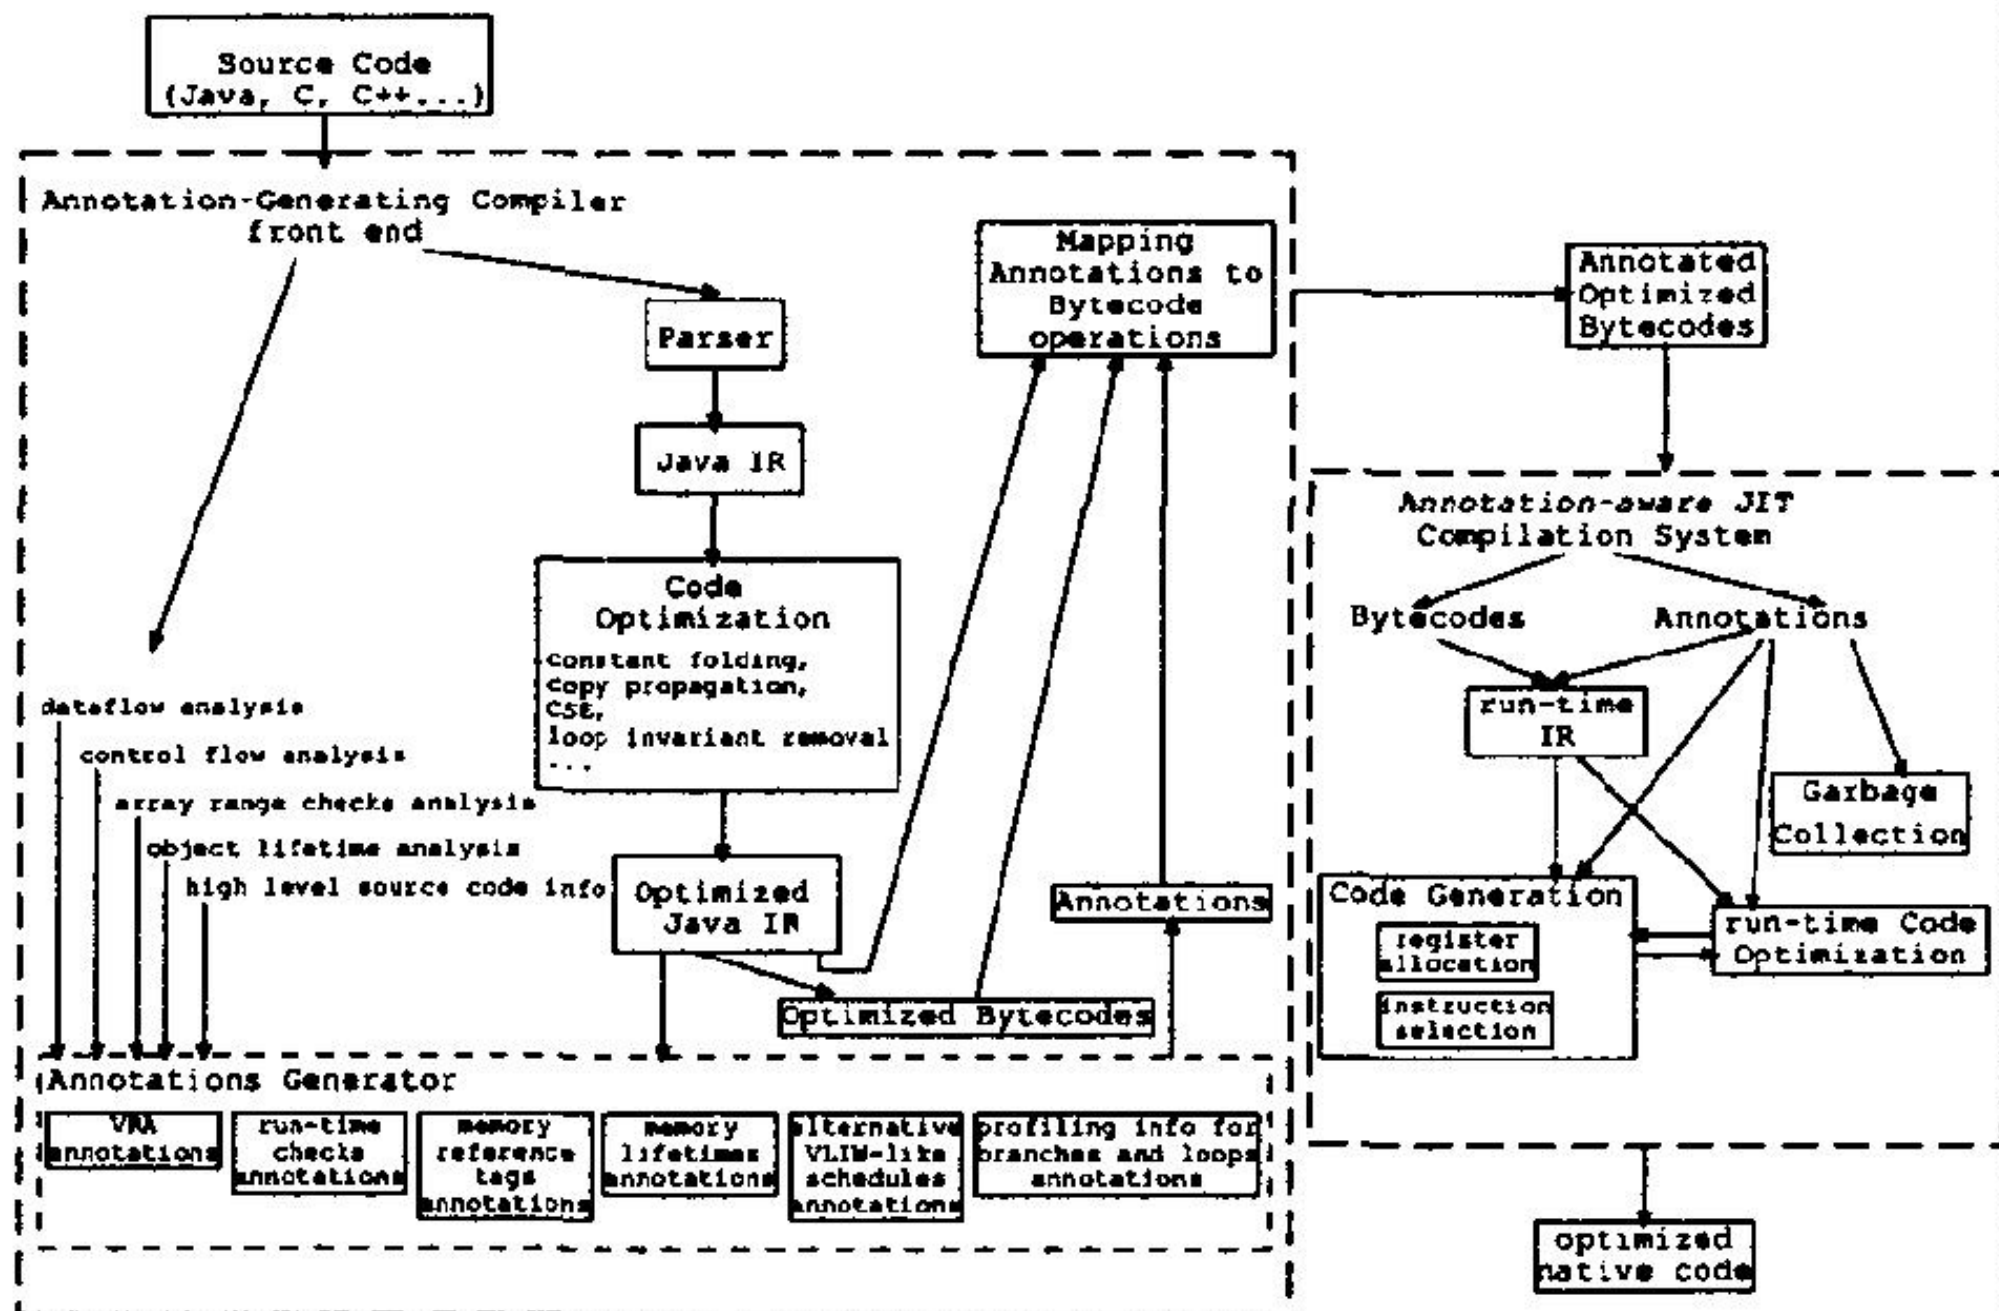 Source Code
(Java, C, C++...)
Annotation-Generating Compiler
front end
Parser
Java IR
Code
Optimization
constant folding,
copy propagation,
CSE,
loop invariant removal
...
Mapping
Annotations to
Bytecode
operations
dataflow analysis
control flow analysis
array range checks analysis
object lifetime analysis
high level source code info
Optimized
Java IR
Optimized Bytecodes
Annotations
Annotations Generator
VRA
annotations
run-time
checks
annotations
memory
reference
tags
annotations
memory
lifetimes
annotations
alternative
VLIW-like
schedules
annotations
profiling info for
branches and loops
annotations
Annotated
Optimized
Bytecodes
Annotation-aware JIT
Compilation System
Bytecodes
Annotations
run-time
IR
Garbage
Collection
Code Generation
register
allocation
instruction
selection
run-time Code
Optimization
optimized
native code